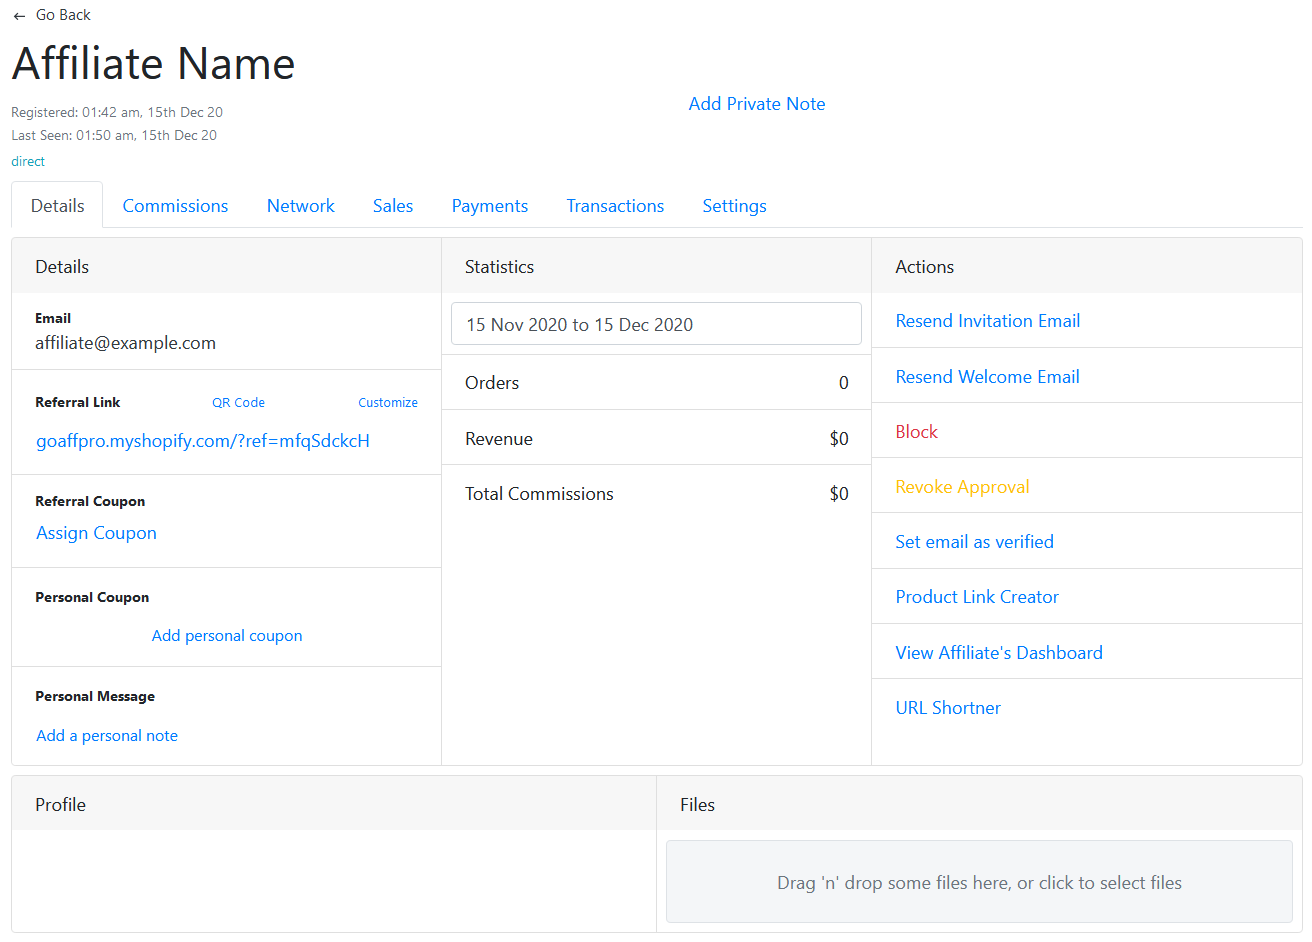 ← Go Back
Affiliate Name
Registered: 01:42 am, 15th Dec 20
Last Seen: 01:50 am, 15th Dec 20
direct
Add Private Note
Details Commissions Network Sales Payments Transactions Settings
Details
Email
affiliate@example.com
Referral Link QR Code Customize
goaffpro.myshopify.com/?ref=mfqSdckcH
Referral Coupon
Assign Coupon
Personal Coupon
Add personal coupon
Personal Message
Add a personal note
Statistics
15 Nov 2020 to 15 Dec 2020
Orders 0
Revenue $0
Total Commissions $0
Actions
Resend Invitation Email
Resend Welcome Email
Block
Revoke Approval
Set email as verified
Product Link Creator
View Affiliate's Dashboard
URL Shortner
Profile
Files
Drag 'n' drop some files here, or click to select files